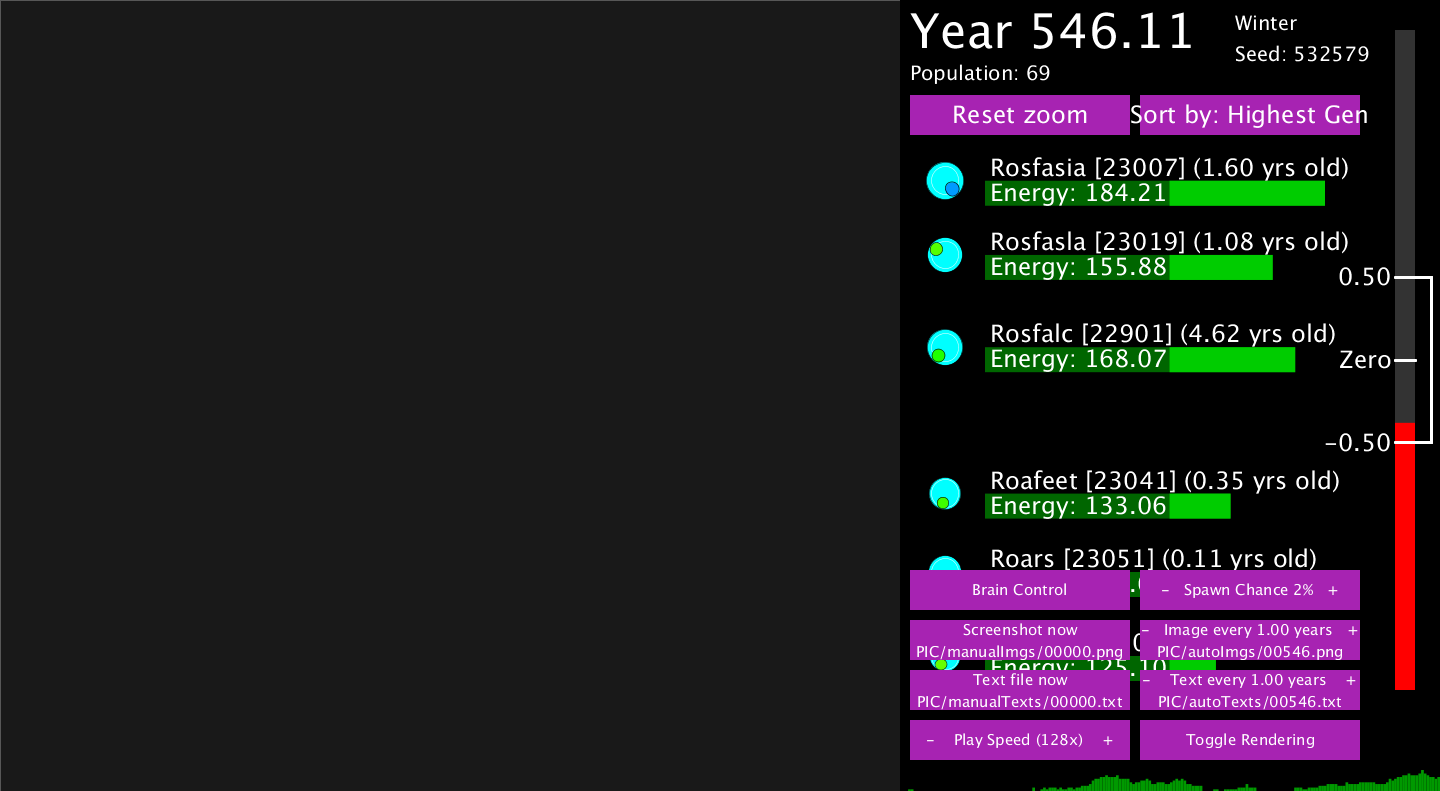 Year 546.11
Winter
Seed: 532579
Population: 69
Reset zoom
Sort by: Highest Gen
Rosfasia [23007] (1.60 yrs old)
Energy: 184.21
Rosfasla [23019] (1.08 yrs old)
Energy: 155.88
0.50
Rosfalc [22901] (4.62 yrs old)
Energy: 168.07
Zero
-0.50
Roafeet [23041] (0.35 yrs old)
Energy: 133.06
Roars [23051] (0.11 yrs old)
Brain Control
- Spawn Chance 2% +
Screenshot now
PIC/manualImgs/00000.png
- Image every 1.00 years +
PIC/autoImgs/00546.png
Energy: 125.10
Text file now
PIC/manualTexts/00000.txt
- Text every 1.00 years +
PIC/autoTexts/00546.txt
- Play Speed (128x) +
Toggle Rendering